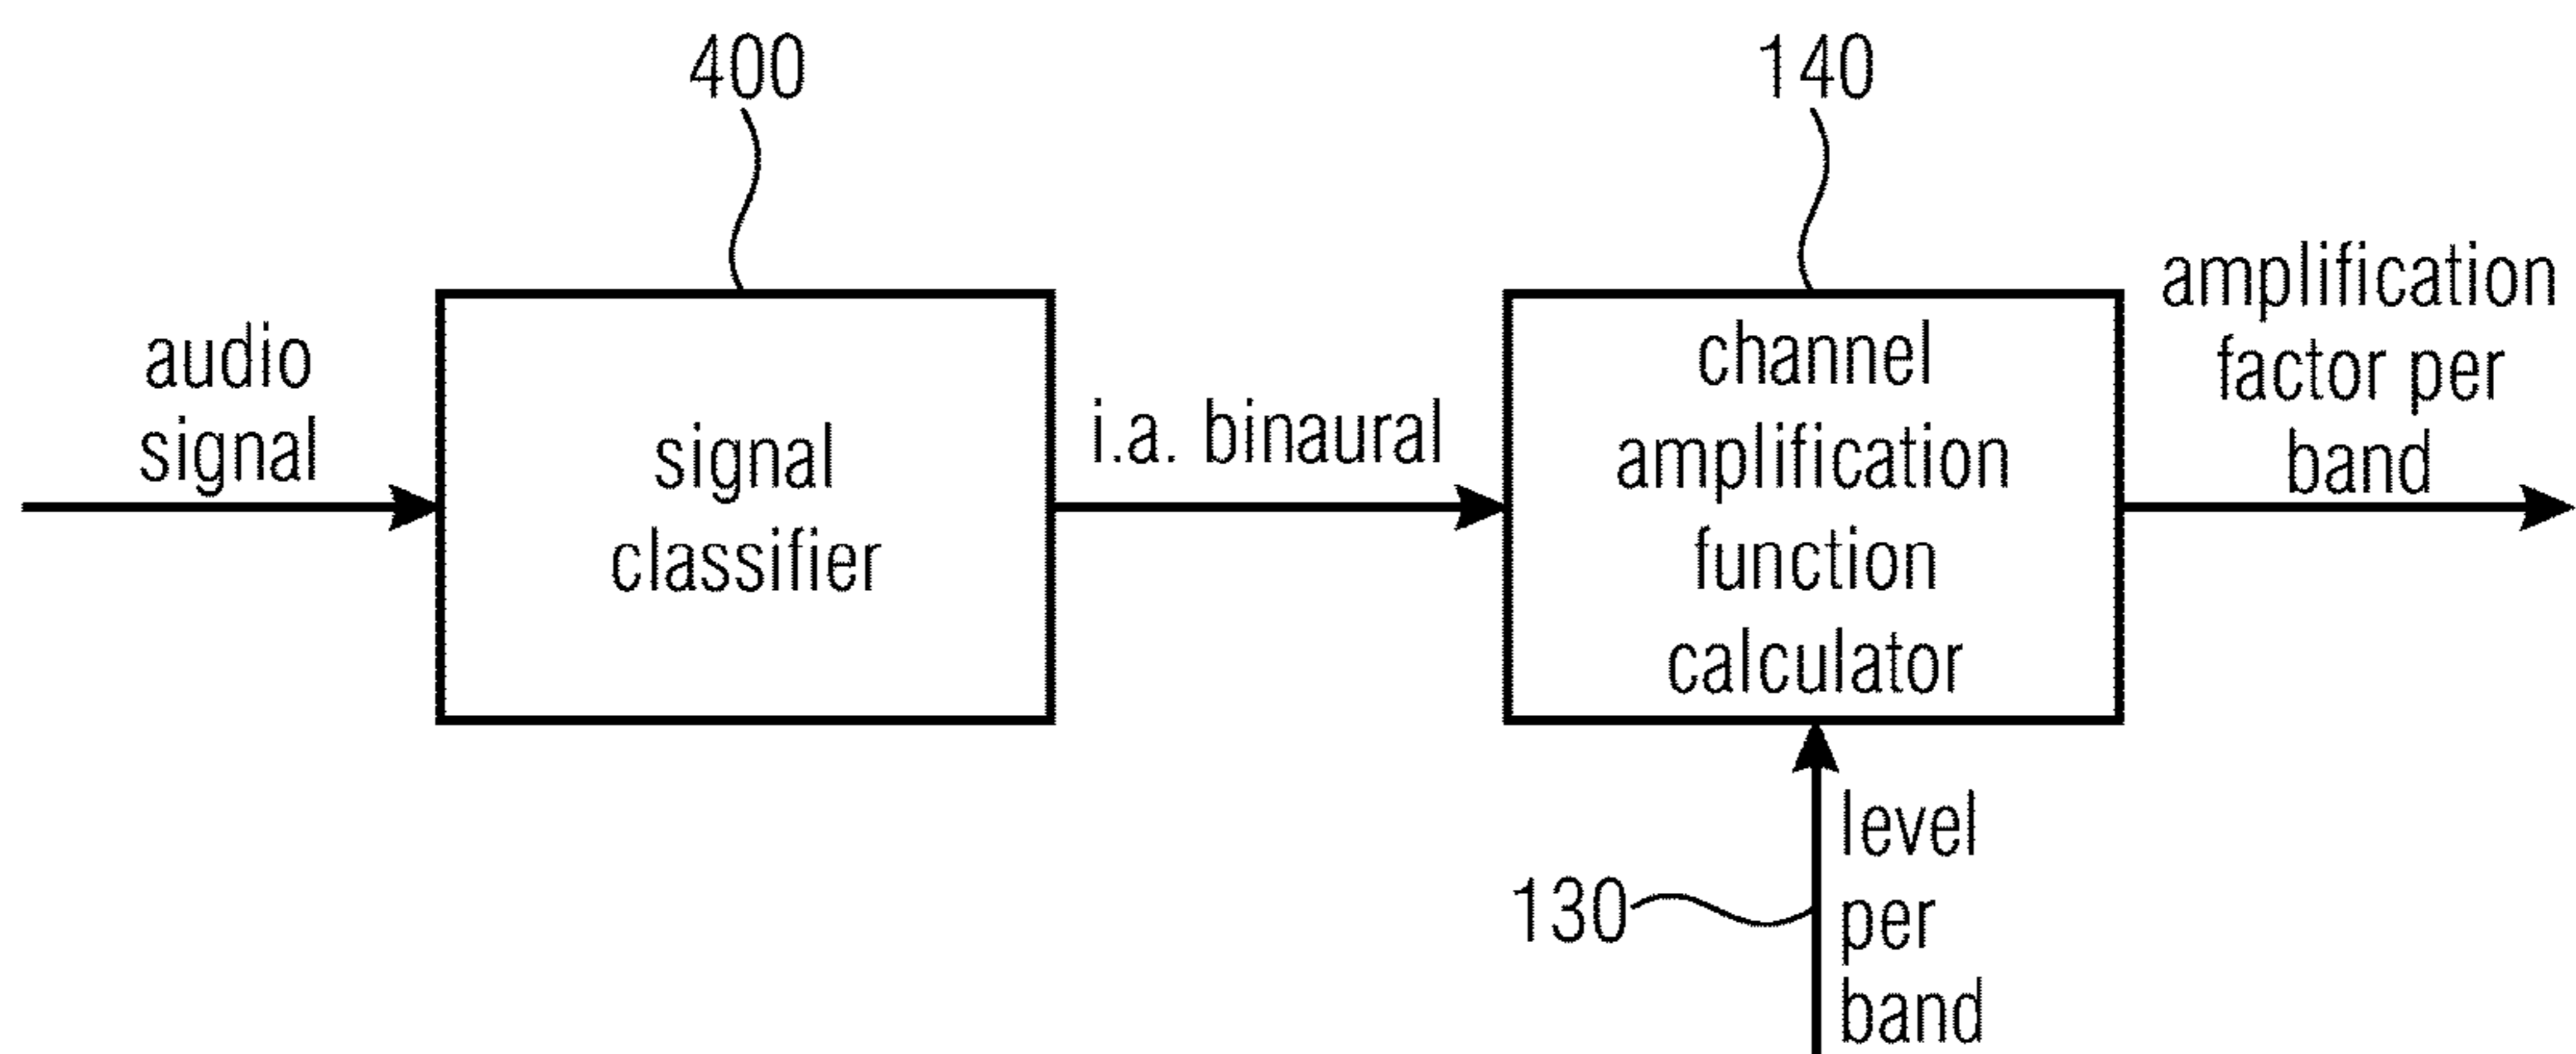 400
140
audio
signal
signal
classifier
i.a. binaural
channel
amplification
function
calculator
amplification
factor per
band
130
level
per
band